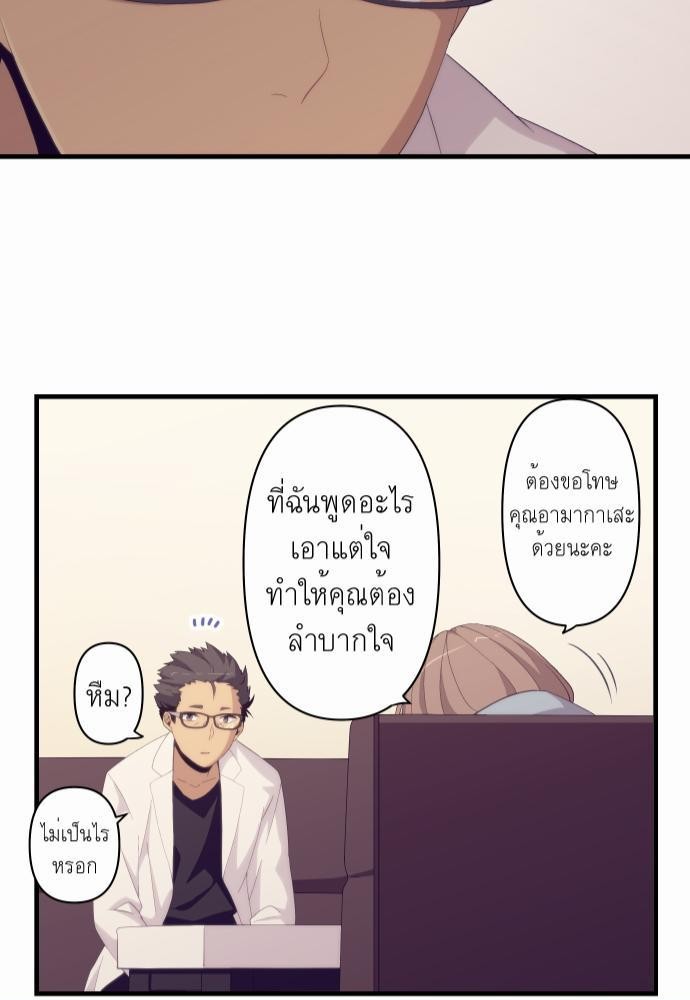 ต้องขอโทษ
คุณอามากาเสะ
ด้วยนะคะ
ที่ฉันพูดอะไร
เอาแต่ใจ
ทำให้คุณต้อง
ลำบากใจ
หืม?
ไม่เป็นไร
หรอก